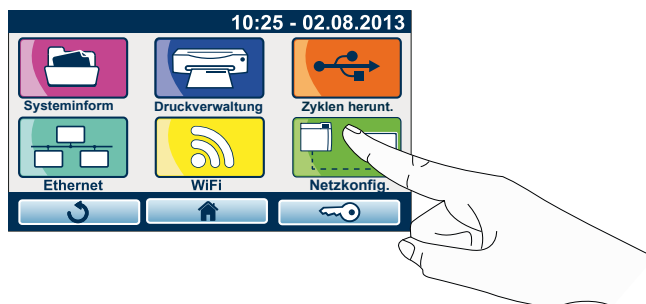 10:25 - 02.08.2013
Systeminform Druckverwaltung Zyklen herunt.
Ethernet WiFi Netzkonfig.